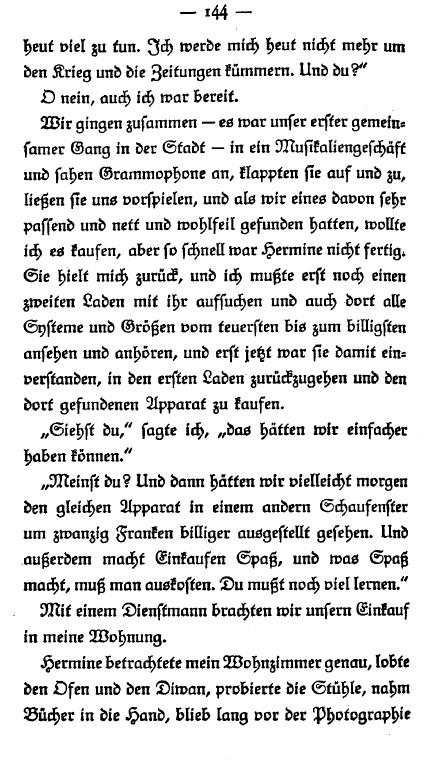 — 144 —
heut viel zu tun. Ich werde mich heut nicht mehr um
den Krieg und die Zeitungen kümmern. Und du?“
O nein, auch ich war bereit.
Wir gingen zusammen — es war unser erster gemein-
samer Gang in der Stadt — in ein Musikaliengeschäft
und sahen Grammophone an, klappten sie auf und zu,
ließen sie uns vorspielen, und als wir eines davon sehr
passend und nett und wohlfeil gefunden hatten, wollte
ich es kaufen, aber so schnell war Hermine nicht fertig.
Sie hielt mich zurück, und ich mußte erst noch einen
zweiten Laden mit ihr aufsuchen und auch dort alle
Systeme und Größen vom teuersten bis zum billigsten
ansehen und anhören, und erst jetzt war sie damit ein-
verstanden, in den ersten Laden zurückzugehen und den
dort gefundenen Apparat zu kaufen.
„Siehst du,“ sagte ich, „das hätten wir einfacher
haben können.“
„Meinst du? Und dann hätten wir vielleicht morgen
den gleichen Apparat in einem andern Schaufenster
um zwanzig Franken billiger ausgestellt gesehen. Und
außerdem macht Einkaufen Spaß, und was Spaß
macht, muß man auskosten. Du mußt noch viel lernen.“
Mit einem Dienstmann brachten wir unsern Einkauf
in meine Wohnung.
Hermine betrachtete mein Wohnzimmer genau, lobte
den Ofen und den Diwan, probierte die Stühle, nahm
Bücher in die Hand, blieb lang vor der Photographie